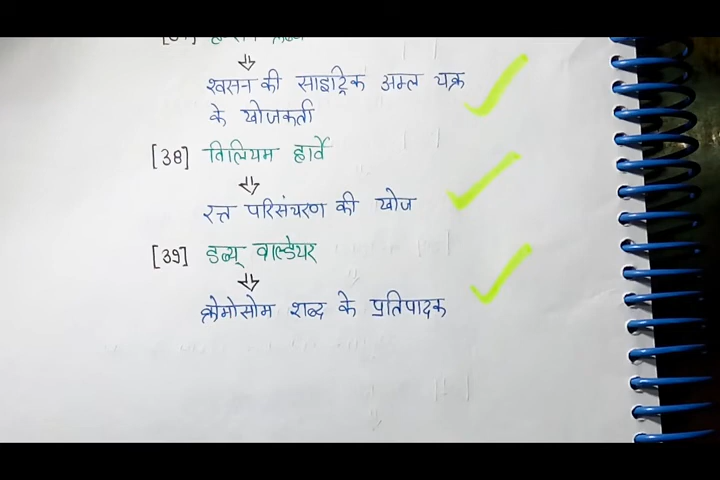 श्वसन की साइट्रिक अम्ल चक्र
के खोजकर्ता
[38] विलियम हार्वे
रक्त परिसंचरण की खोज
[39] डब्ल्यू वाल्डेयर
क्रोमोसोम शब्द के प्रतिपादक